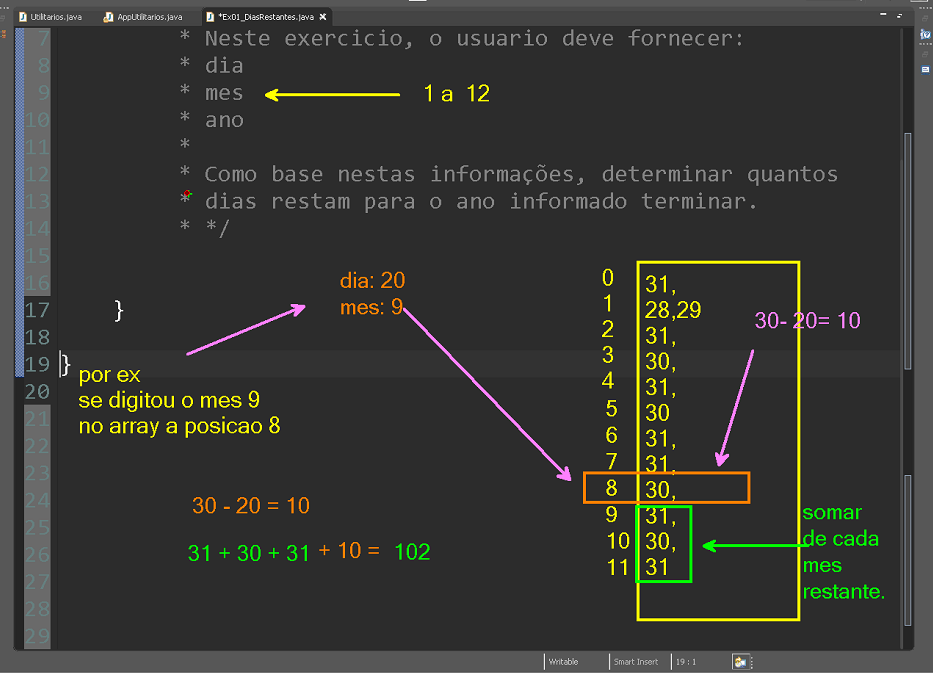 Utilitarios.java AppUtilitarios.java *Ex01_DiasRestantes.java
7 * Neste exercicio, o usuario deve fornecer:
8 * dia
9 * mes 1 a 12
10 * ano
11 *
12 * Como base nestas informações, determinar quantos
13 * dias restam para o ano informado terminar.
14 * */
15
16
17 }
18
19 }
20
21
22
23
24
25
26
27
28
29
dia: 20
mes: 9
por ex
se digitou o mes 9
no array a posicao 8
30 - 20 = 10
31 + 30 + 31 + 10 = 102
0 31,
1 28,29
2 31,
3 30,
4 31,
5 30
6 31,
7 31,
8 30,
9 31,
10 30,
11 31
30- 20= 10
somar
de cada
mes
restante.
Writable Smart Insert 19 : 1